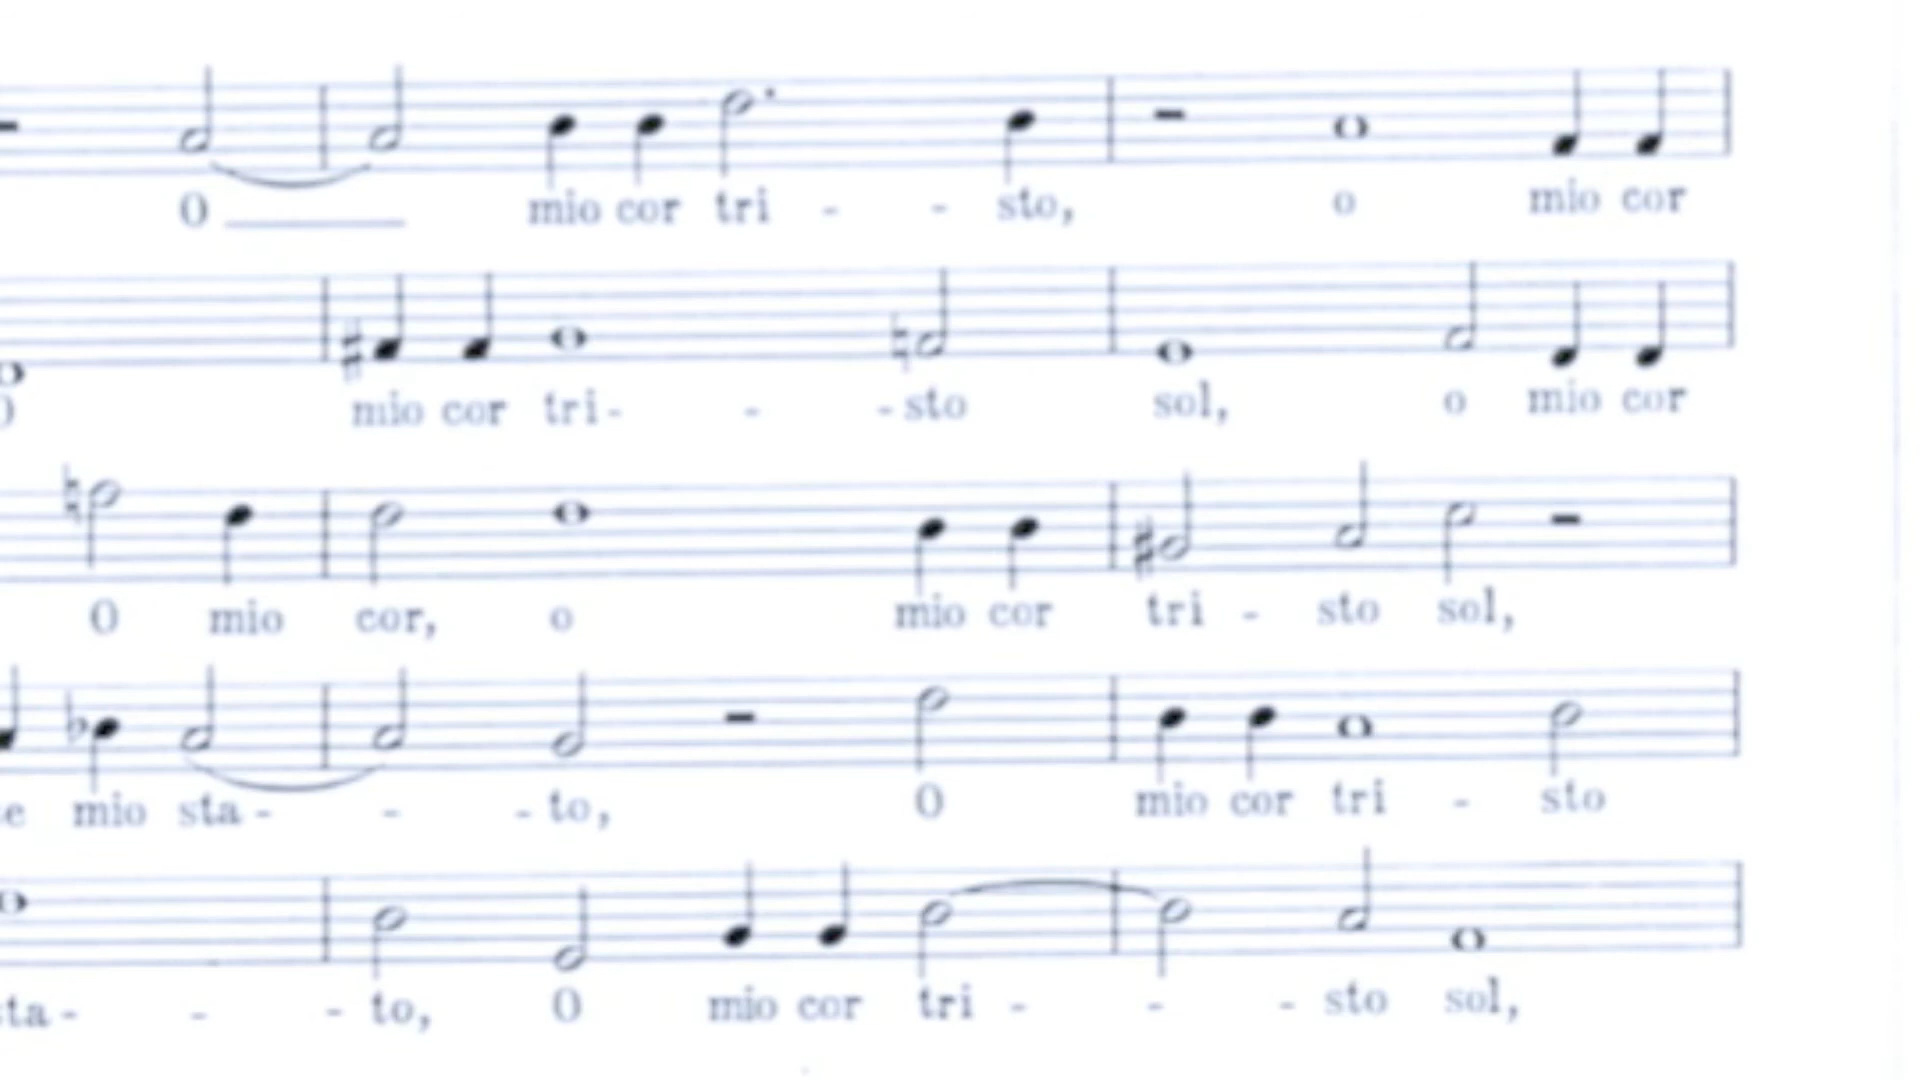 O mio cor tri - - sto, o mio cor
mio cor tri - - - sto sol, o mio cor
O mio cor, o mio cor tri - sto sol,
mio sta - - - to, O mio cor tri - sto
- - - to, O mio cor tri - - - sto sol,